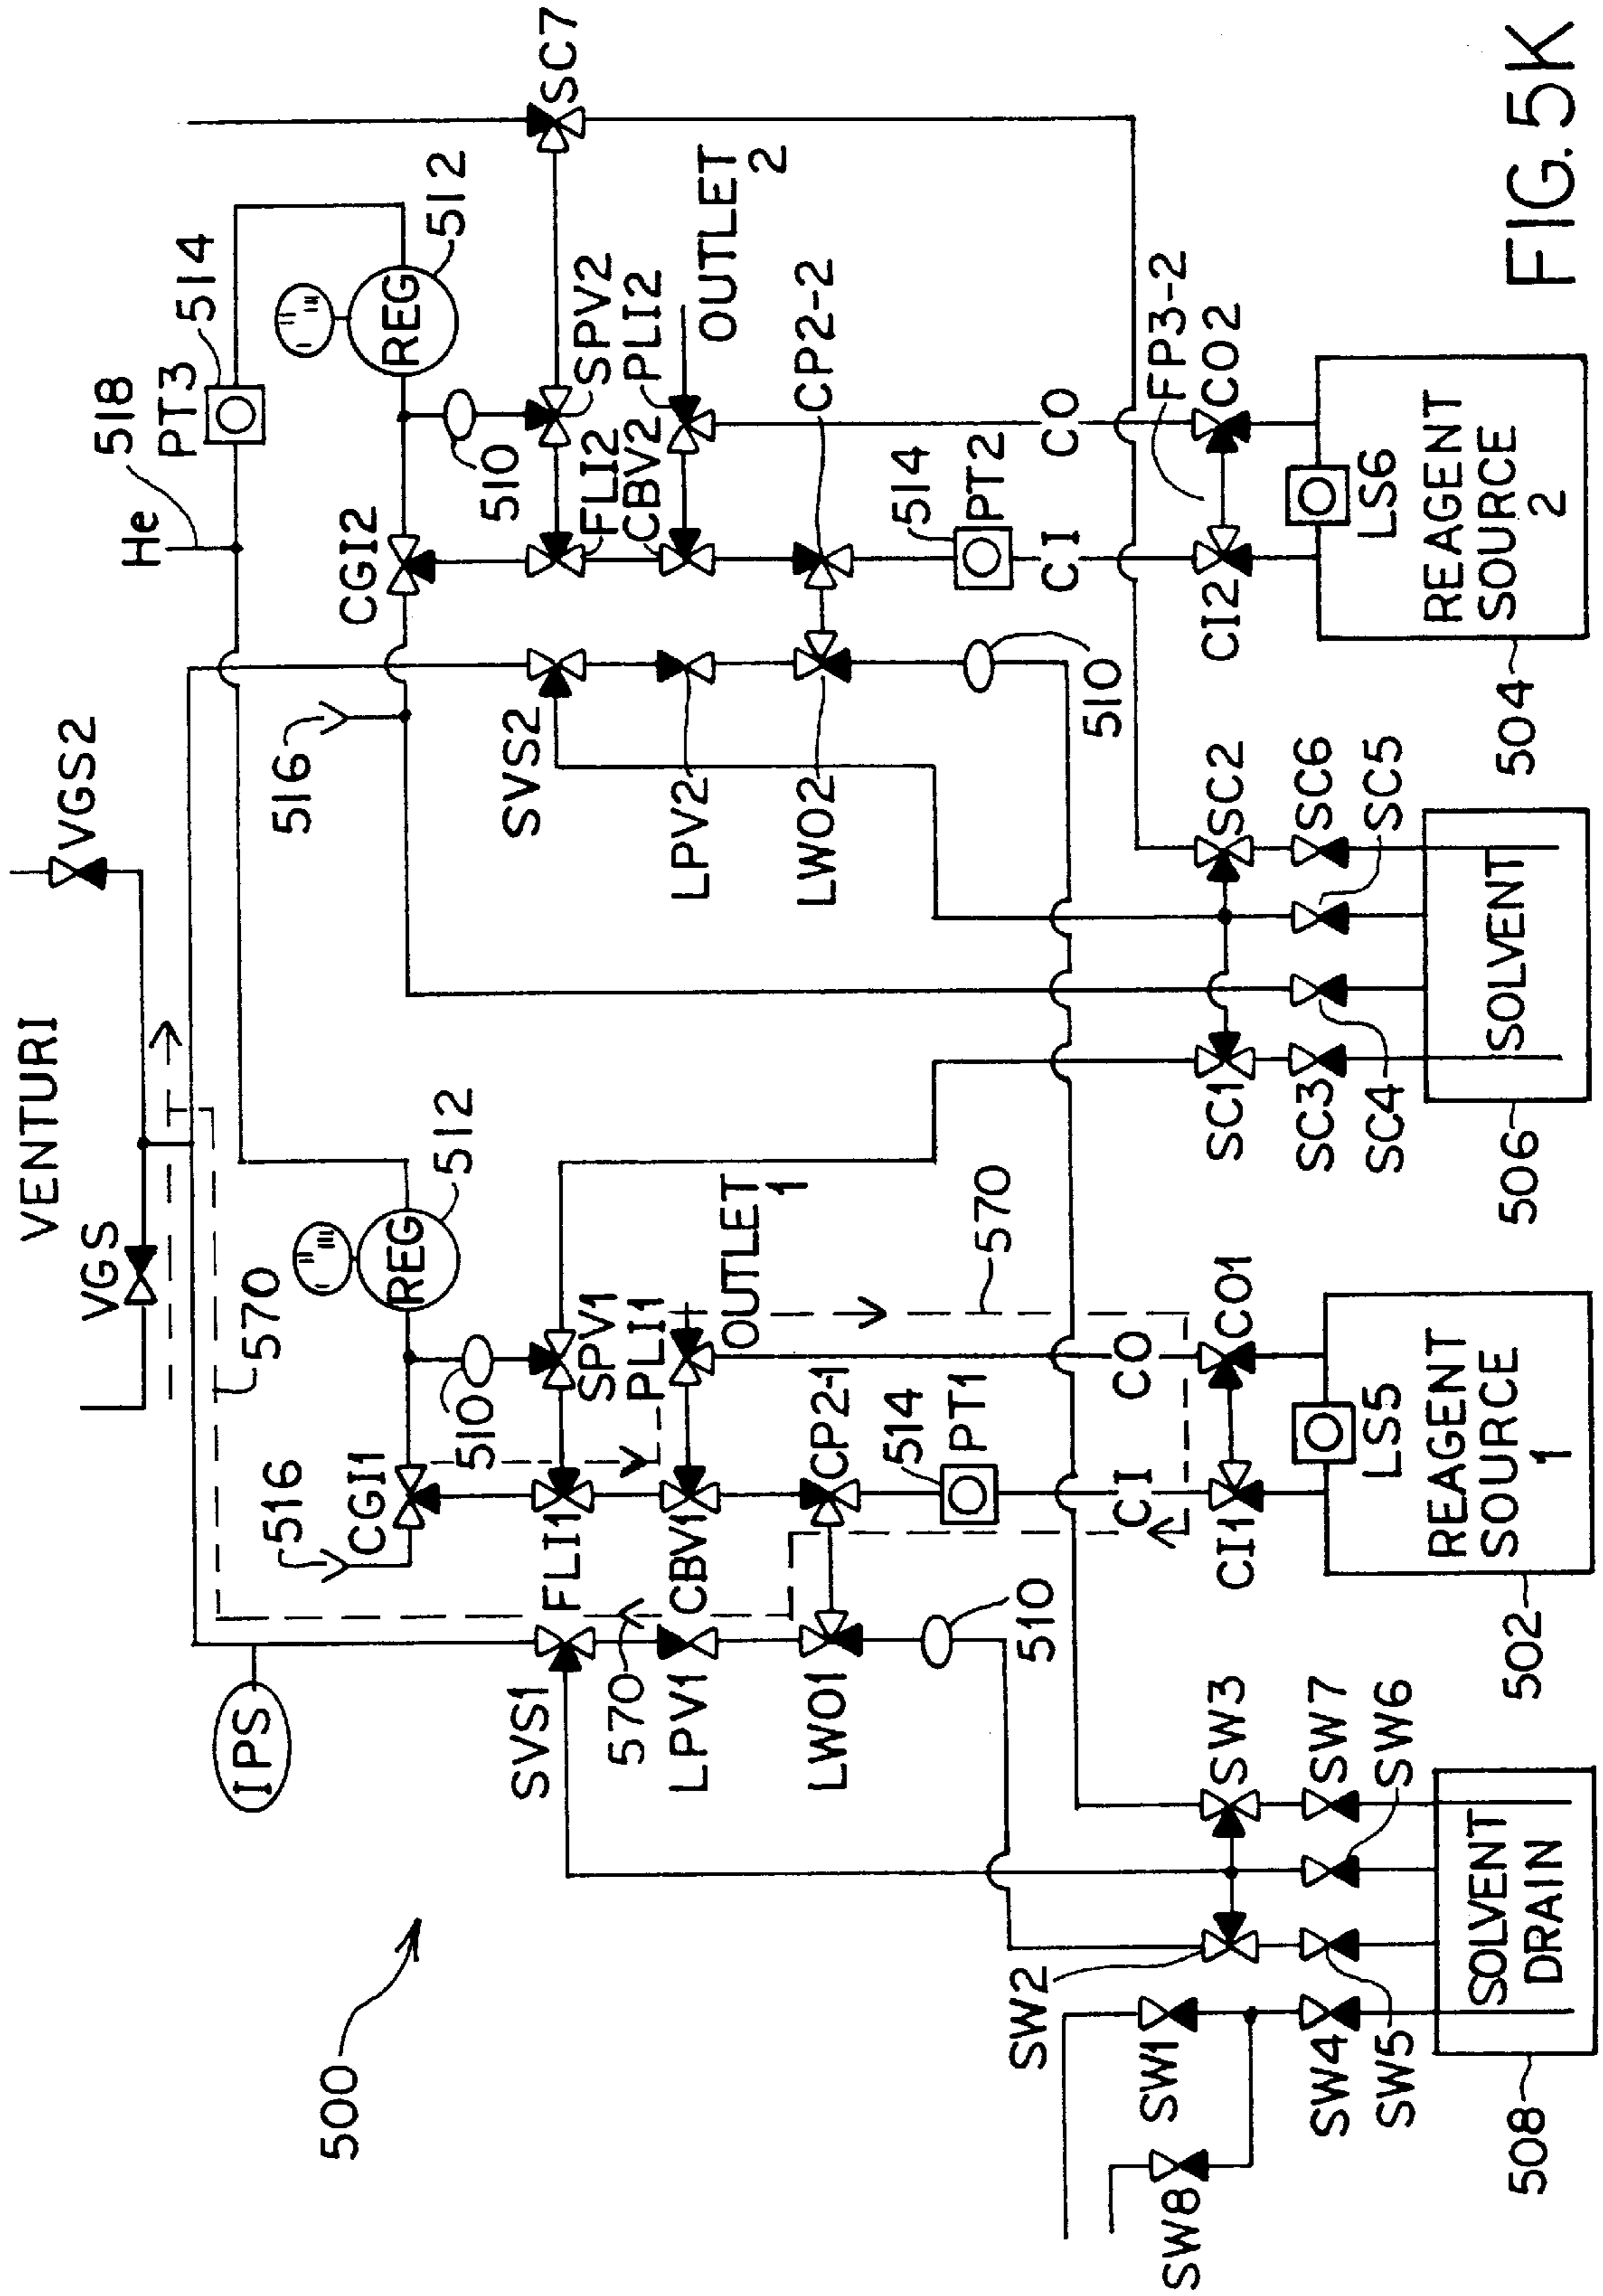 500
VENTURI
VGS
VGS2
570
IPS
516
CGI1
REG
512
510
He
518
PT3
514
REG
512
516
CGI2
510
SVS1
FLI1
SPV1
570
LPV1
CBV1
PLI1
OUTLET
1
LWO1
CP2-1
514
PT1
570
510
CI
CO
SVS2
FLI2
SPV2
SC7
LPV2
CBV2
PLI2
OUTLET
2
LWO2
CP2-2
514
PT2
510
CI
CO
FP3-2
SW8
SW1
SW2
SW3
SW4
SW5
SW7
SW6
CI1
CO1
LS5
SC1
SC2
SC3
SC4
SC6
SC5
CI2
CO2
LS6
SOLVENT
DRAIN
508
REAGENT
SOURCE
1
502
SOLVENT
506
REAGENT
SOURCE
2
504
FIG. 5K